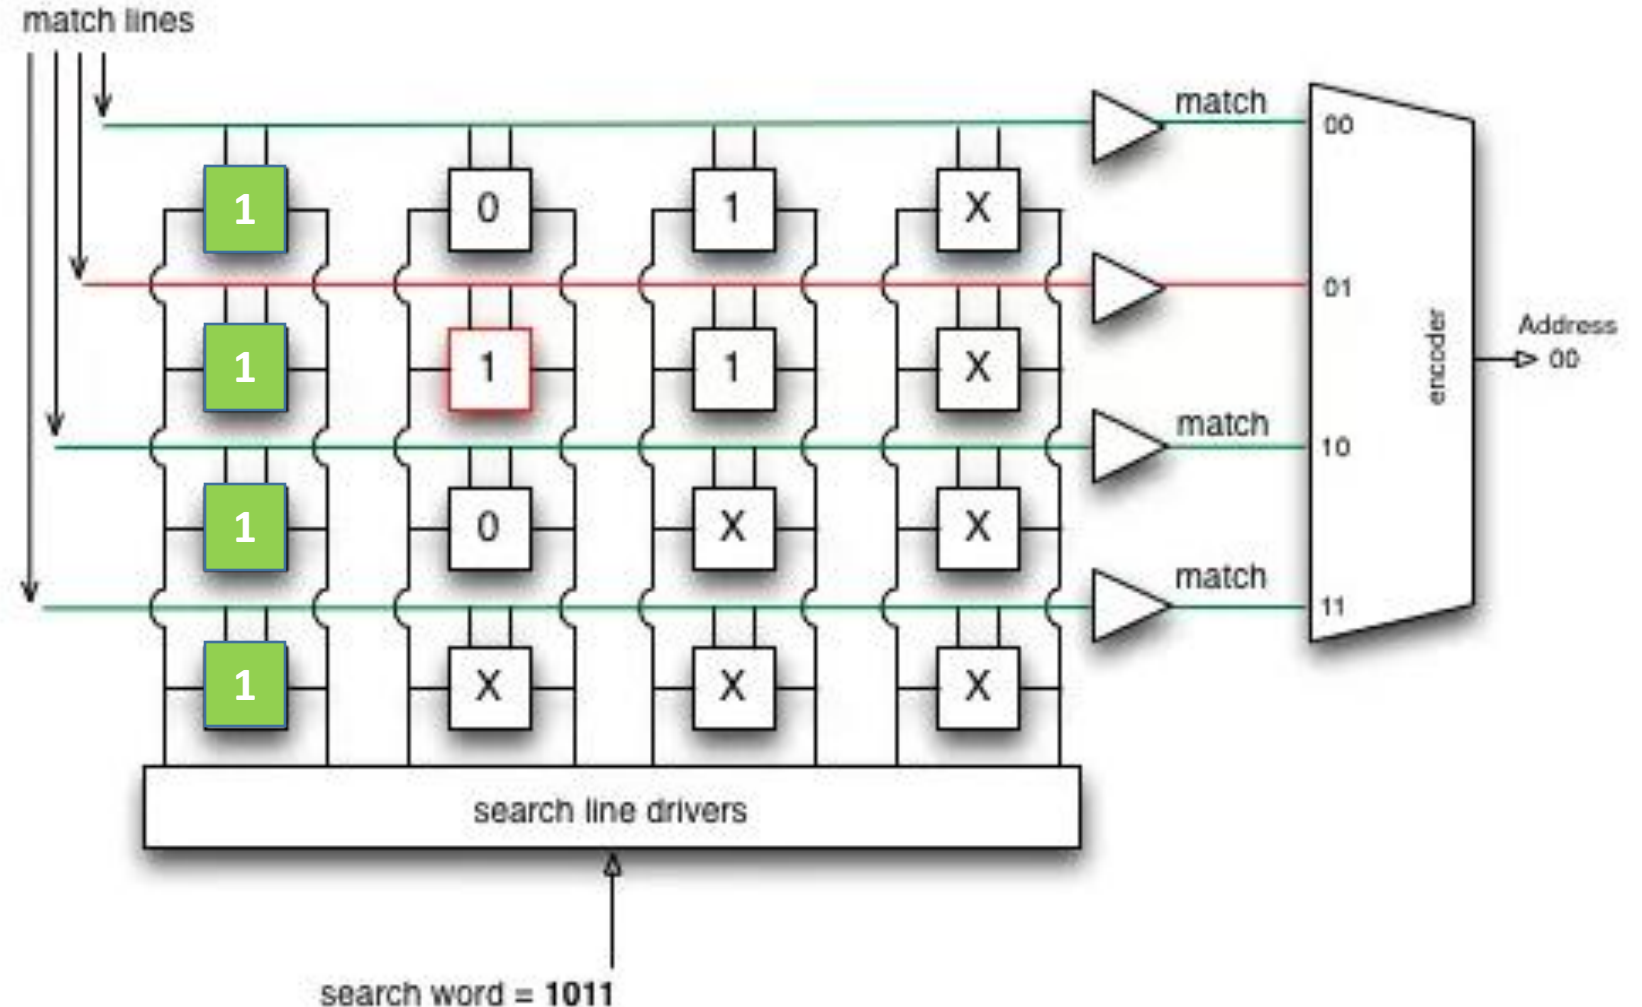 match lines
match
00
1 0 1 X
01
1 1 1 X
encoder
Address
00
match
10
1 0 X X
match
11
1 X X X
search line drivers
search word = 1011